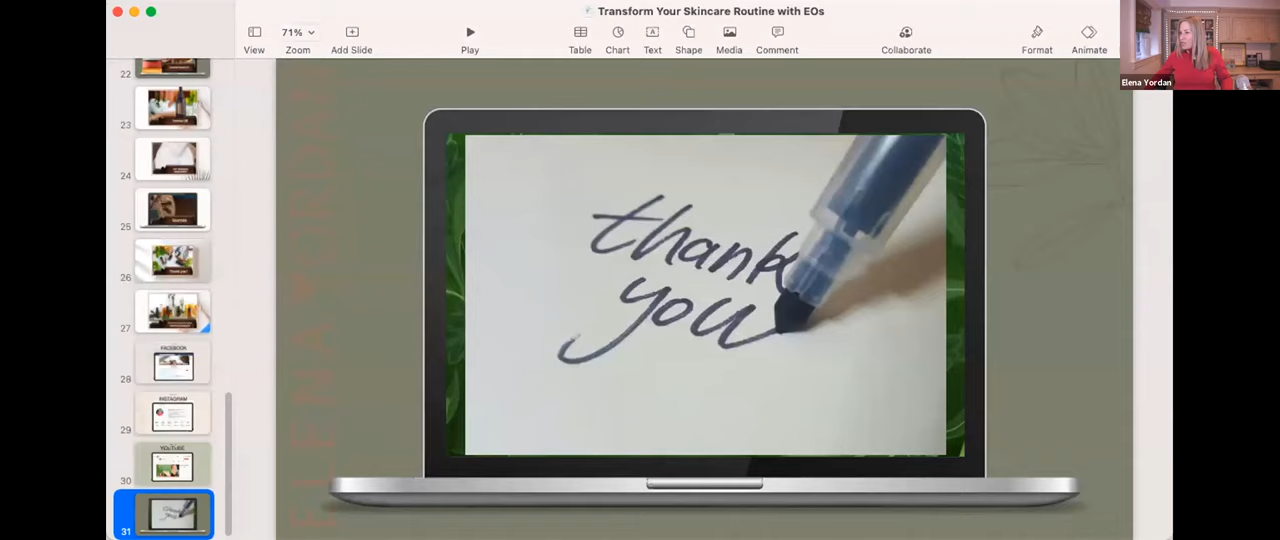 Transform Your Skincare Routine with EOs
71%
View
Zoom
Add Slide
Play
Table
Chart
Text
Shape
Media
Comment
Collaborate
Format
Animate
Elena Yordan
22
23
24
25
26
27
28
FACEBOOK
29
INSTAGRAM
30
YOUTUBE
31
ELENA YORDAN
thank
you